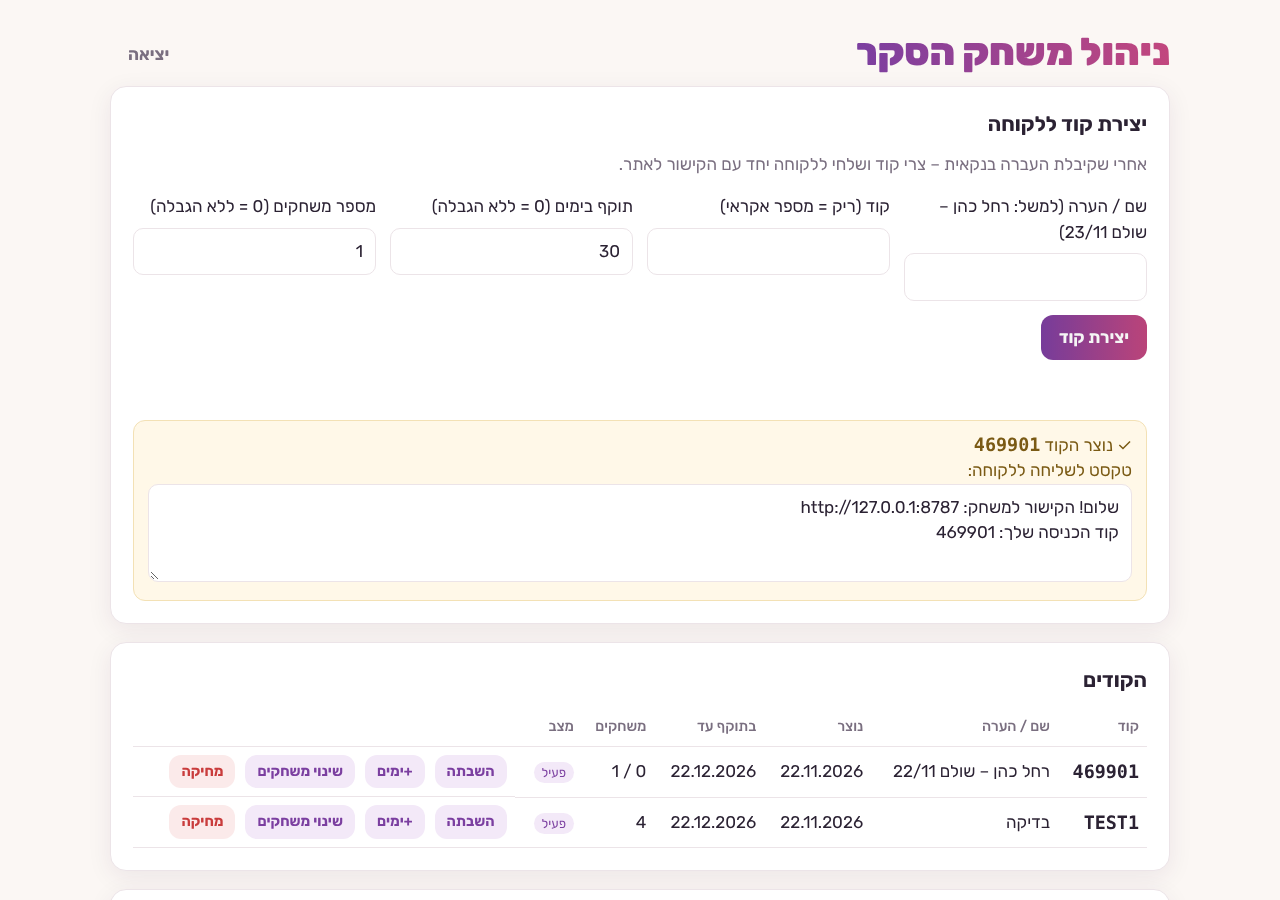 ניהול משחק הסקר
יציאה
יצירת קוד ללקוחה
אחרי שקיבלת העברה בנקאית – צרי קוד ושלחי ללקוחה יחד עם הקישור לאתר.
שם / הערה (למשל: רחל כהן –
שולם 23/11)
קוד (ריק = מספר אקראי)
תוקף בימים (0 = ללא הגבלה)
30
מספר משחקים (0 = ללא הגבלה)
1
יצירת קוד
✓ נוצר הקוד 469901
טקסט לשליחה ללקוחה:
שלום! הקישור למשחק: http://127.0.0.1:8787
קוד הכניסה שלך: 469901
הקודים
קוד שם / הערה נוצר בתוקף עד משחקים מצב
469901 רחל כהן – שולם 22/11 22.11.2026 22.12.2026 0 / 1 פעיל השבתה +ימים שינוי משחקים מחיקה
TEST1 בדיקה 22.11.2026 22.12.2026 4 פעיל השבתה +ימים שינוי משחקים מחיקה